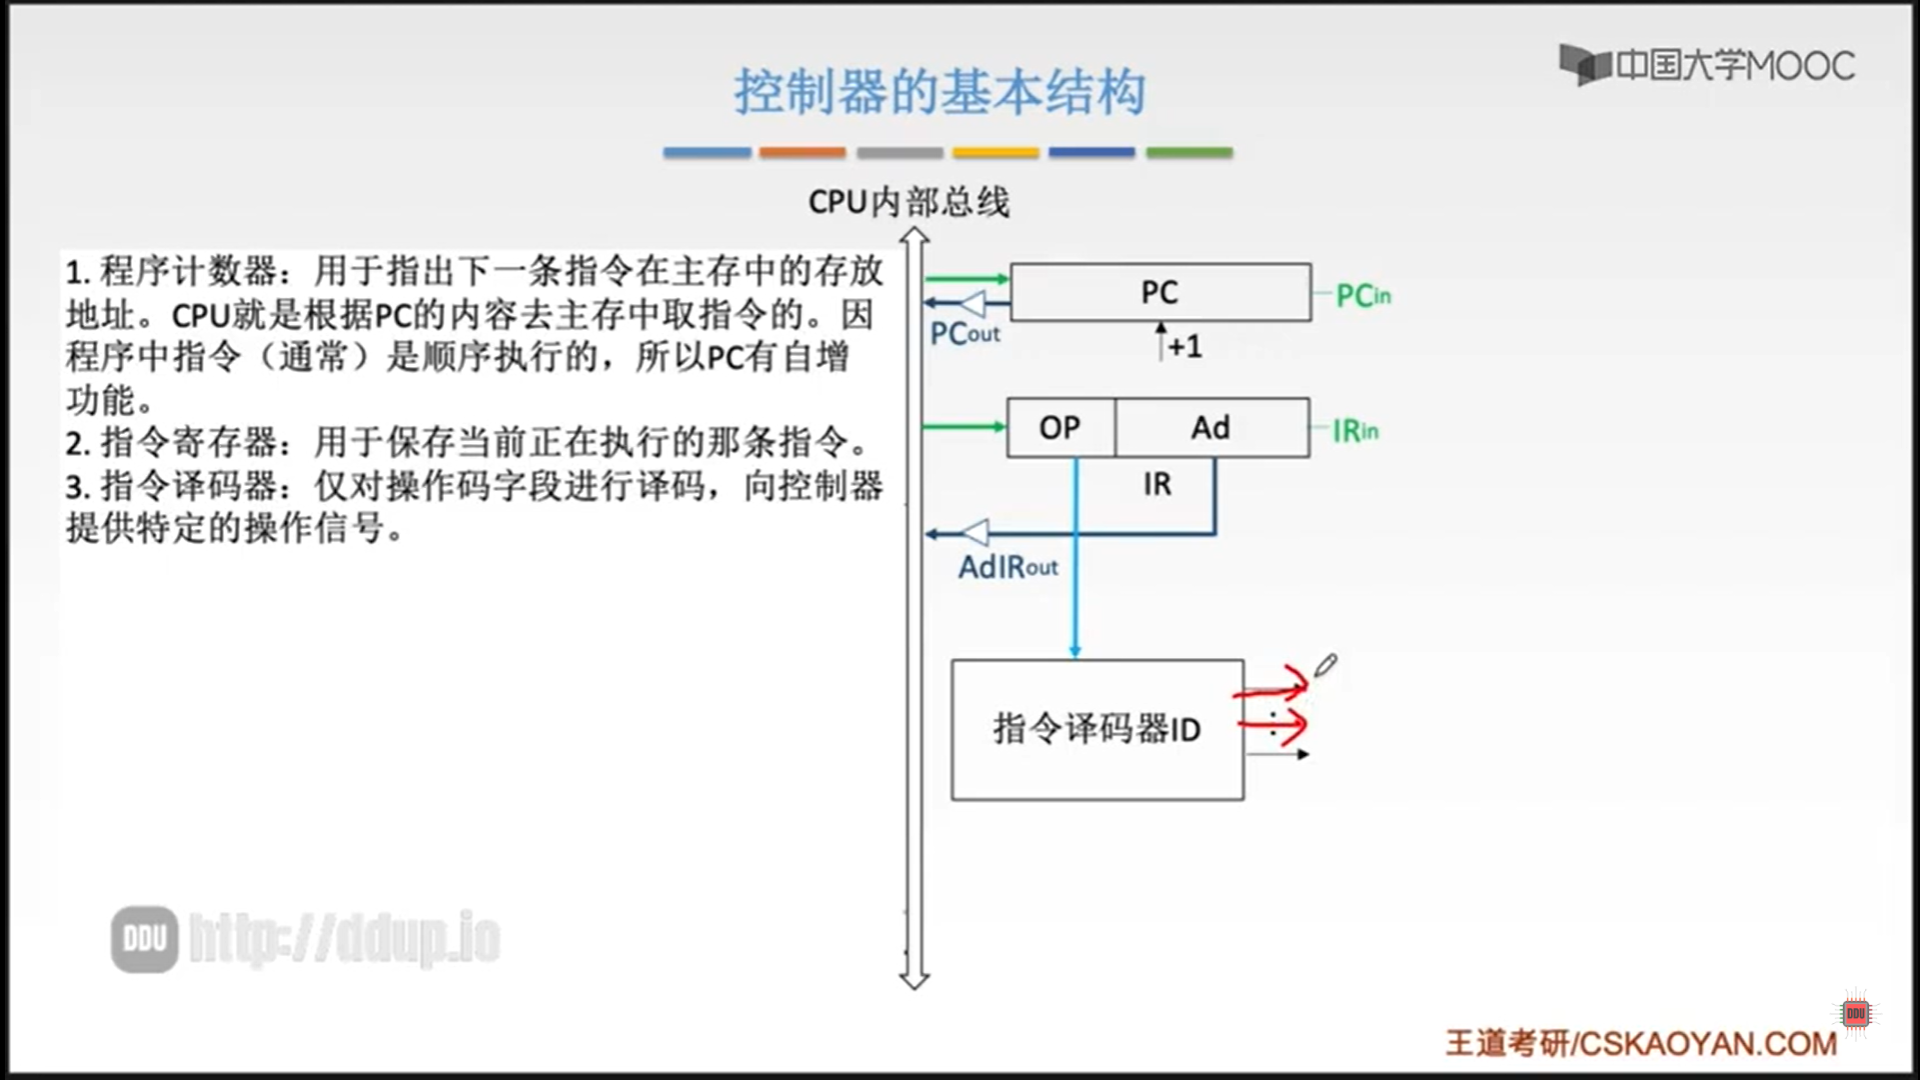 控制器的基本结构
中国大学MOOC
CPU内部总线
1. 程序计数器：用于指出下一条指令在主存中的存放
地址。CPU就是根据PC的内容去主存中取指令的。因
程序中指令（通常）是顺序执行的，所以PC有自增
功能。
2. 指令寄存器：用于保存当前正在执行的那条指令。
3. 指令译码器：仅对操作码字段进行译码，向控制器
提供特定的操作信号。
PC
PCin
PCout
+1
OP
Ad
IRin
IR
AdIRout
指令译码器ID
DDU http://ddup.io
DDU
王道考研/CSKAOYAN.COM